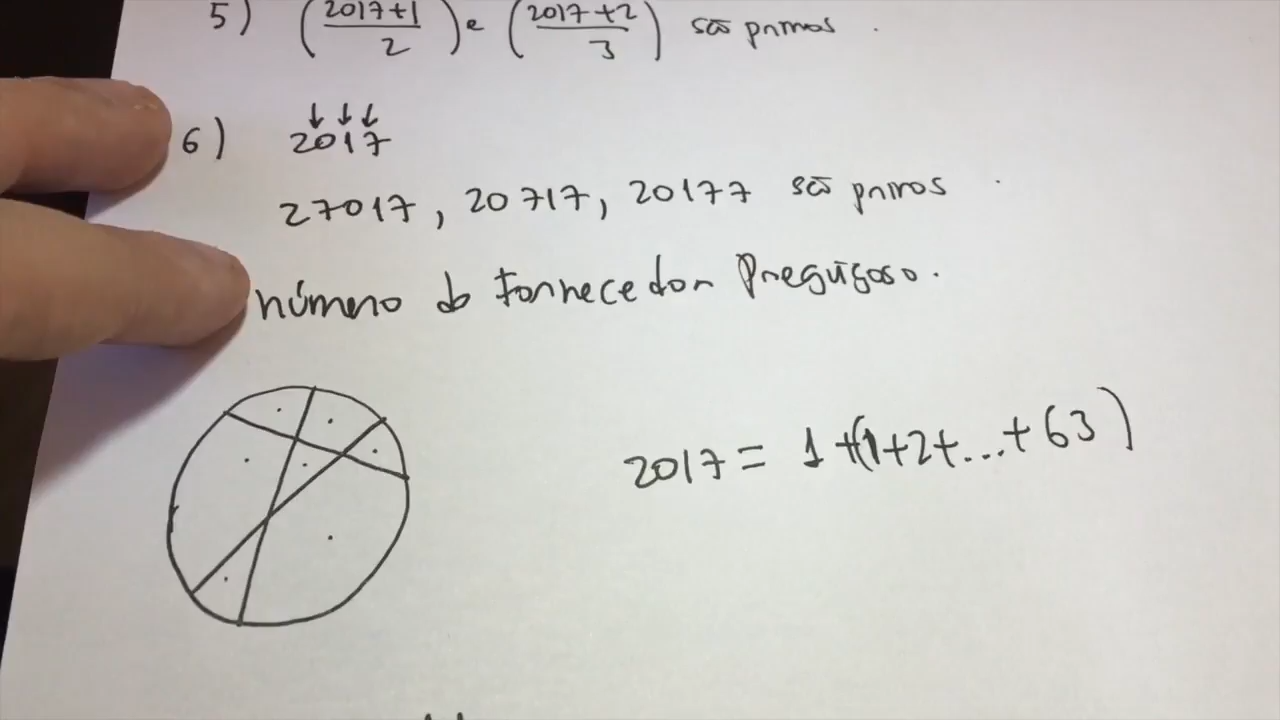 5) (2017+1/2) e (2017+2/3) são primos.
6) 2017
27017, 20717, 20177 são primos.
número do fornecedor Preguiçoso.
2017 = 1+(1+2+...+63)